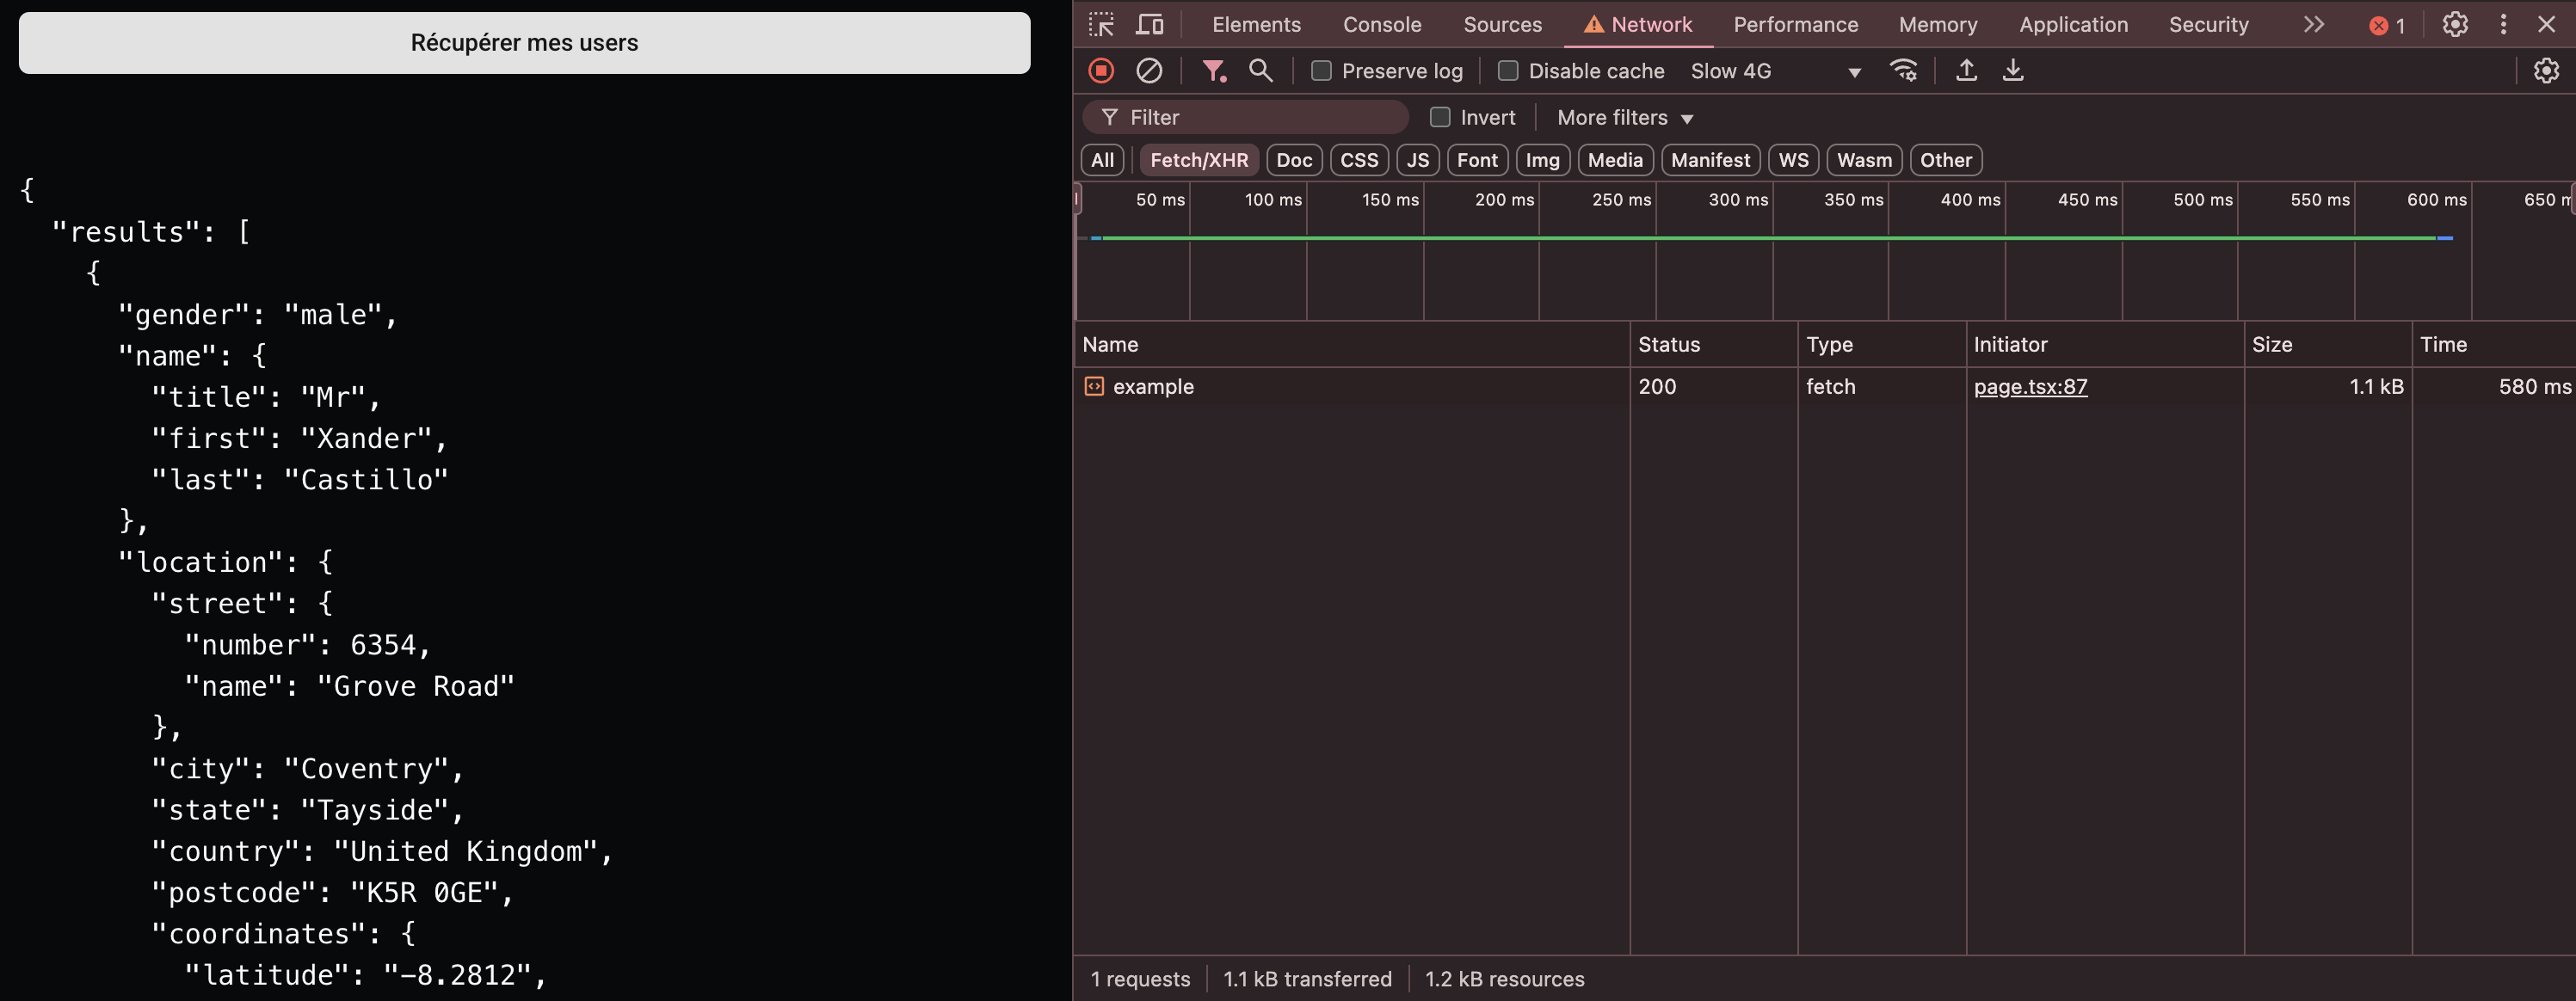 Récupérer mes users
{
"results": [
{
"gender": "male",
"name": {
"title": "Mr",
"first": "Xander",
"last": "Castillo"
},
"location": {
"street": {
"number": 6354,
"name": "Grove Road"
},
"city": "Coventry",
"state": "Tayside",
"country": "United Kingdom",
"postcode": "K5R 0GE",
"coordinates": {
"latitude": "-8.2812",
Elements Console Sources Network Performance Memory Application Security 1
Preserve log Disable cache Slow 4G
Filter Invert More filters
All Fetch/XHR Doc CSS JS Font Img Media Manifest WS Wasm Other
50 ms 100 ms 150 ms 200 ms 250 ms 300 ms 350 ms 400 ms 450 ms 500 ms 550 ms 600 ms 650
Name Status Type Initiator Size Time
example 200 fetch page.tsx:87 1.1 kB 580 ms
1 requests 1.1 kB transferred 1.2 kB resources